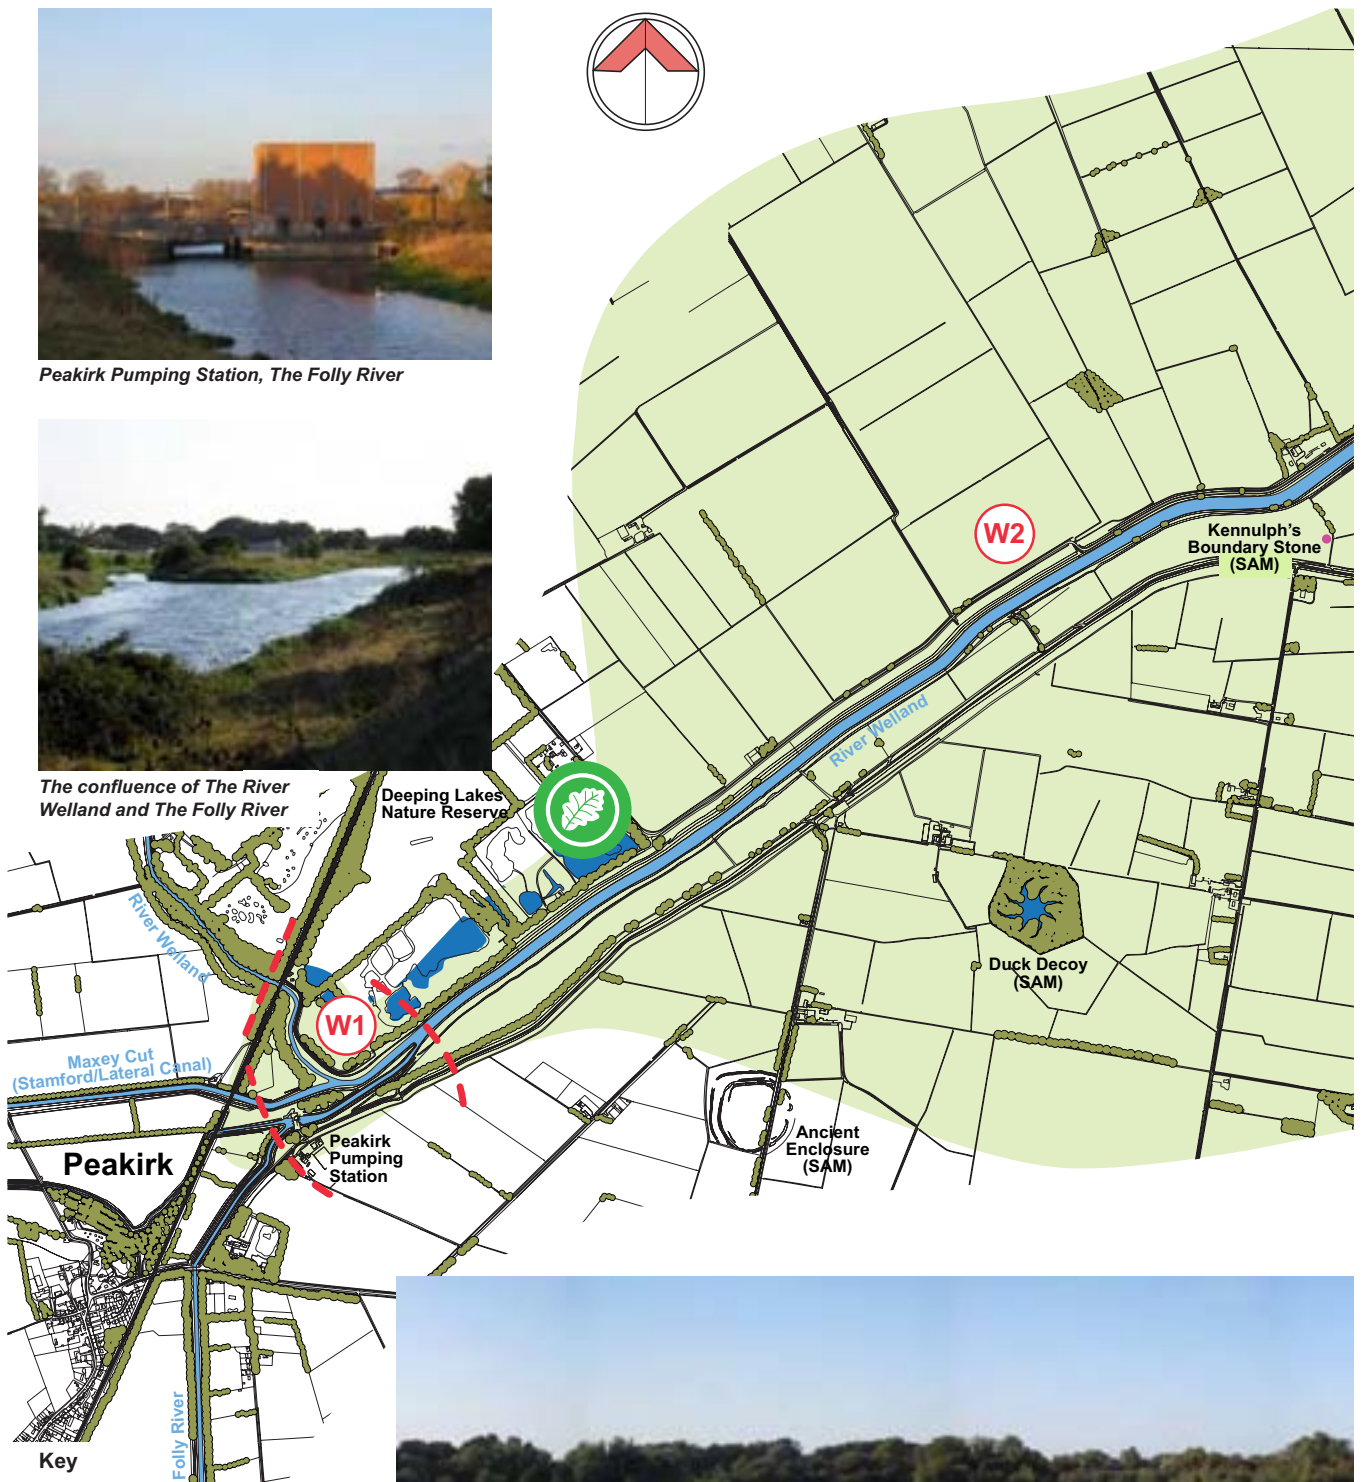 Peakirk Pumping Station, The Folly River
The confluence of The River
Welland and The Folly River
W2
Kennulph's
Boundary Stone
(SAM)
River Welland
Deeping Lakes
Nature Reserve
River Welland
Duck Decoy
(SAM)
W1
Maxey Cut
(Stamford/Lateral Canal)
Ancient
Enclosure
(SAM)
Peakirk
Pumping
Station
Peakirk
Folly River
Key